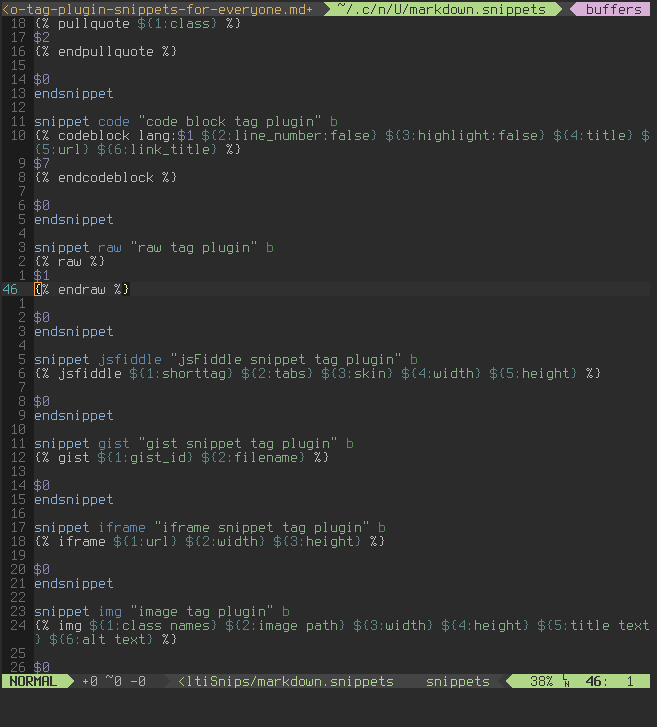 <o-tag-plugin-snippets-for-everyone.md+ ~/.c/n/U/markdown.snippets buffers
18 {% pullquote ${1:class} %}
17 $2
16 {% endpullquote %}
15
14 $0
13 endsnippet
12
11 snippet code "code block tag plugin" b
10 {% codeblock lang:$1 ${2:line_number:false} ${3:highlight:false} ${4:title} $
{5:url} ${6:link_title} %}
9 $7
8 {% endcodeblock %}
7
6 $0
5 endsnippet
4
3 snippet raw "raw tag plugin" b
2 {% raw %}
1 $1
46 {% endraw %}
1
2 $0
3 endsnippet
4
5 snippet jsfiddle "jsFiddle snippet tag plugin" b
6 {% jsfiddle ${1:shorttag} ${2:tabs} ${3:skin} ${4:width} ${5:height} %}
7
8 $0
9 endsnippet
10
11 snippet gist "gist snippet tag plugin" b
12 {% gist ${1:gist_id} ${2:filename} %}
13
14 $0
15 endsnippet
16
17 snippet iframe "iframe snippet tag plugin" b
18 {% iframe ${1:url} ${2:width} ${3:height} %}
19
20 $0
21 endsnippet
22
23 snippet img "image tag plugin" b
24 {% img ${1:class names} ${2:image path} ${3:width} ${4:height} ${5:title text
} ${6:alt text} %}
25
26 $0
NORMAL +0 ~0 -0 <ltiSnips/markdown.snippets snippets 38% LN 46: 1